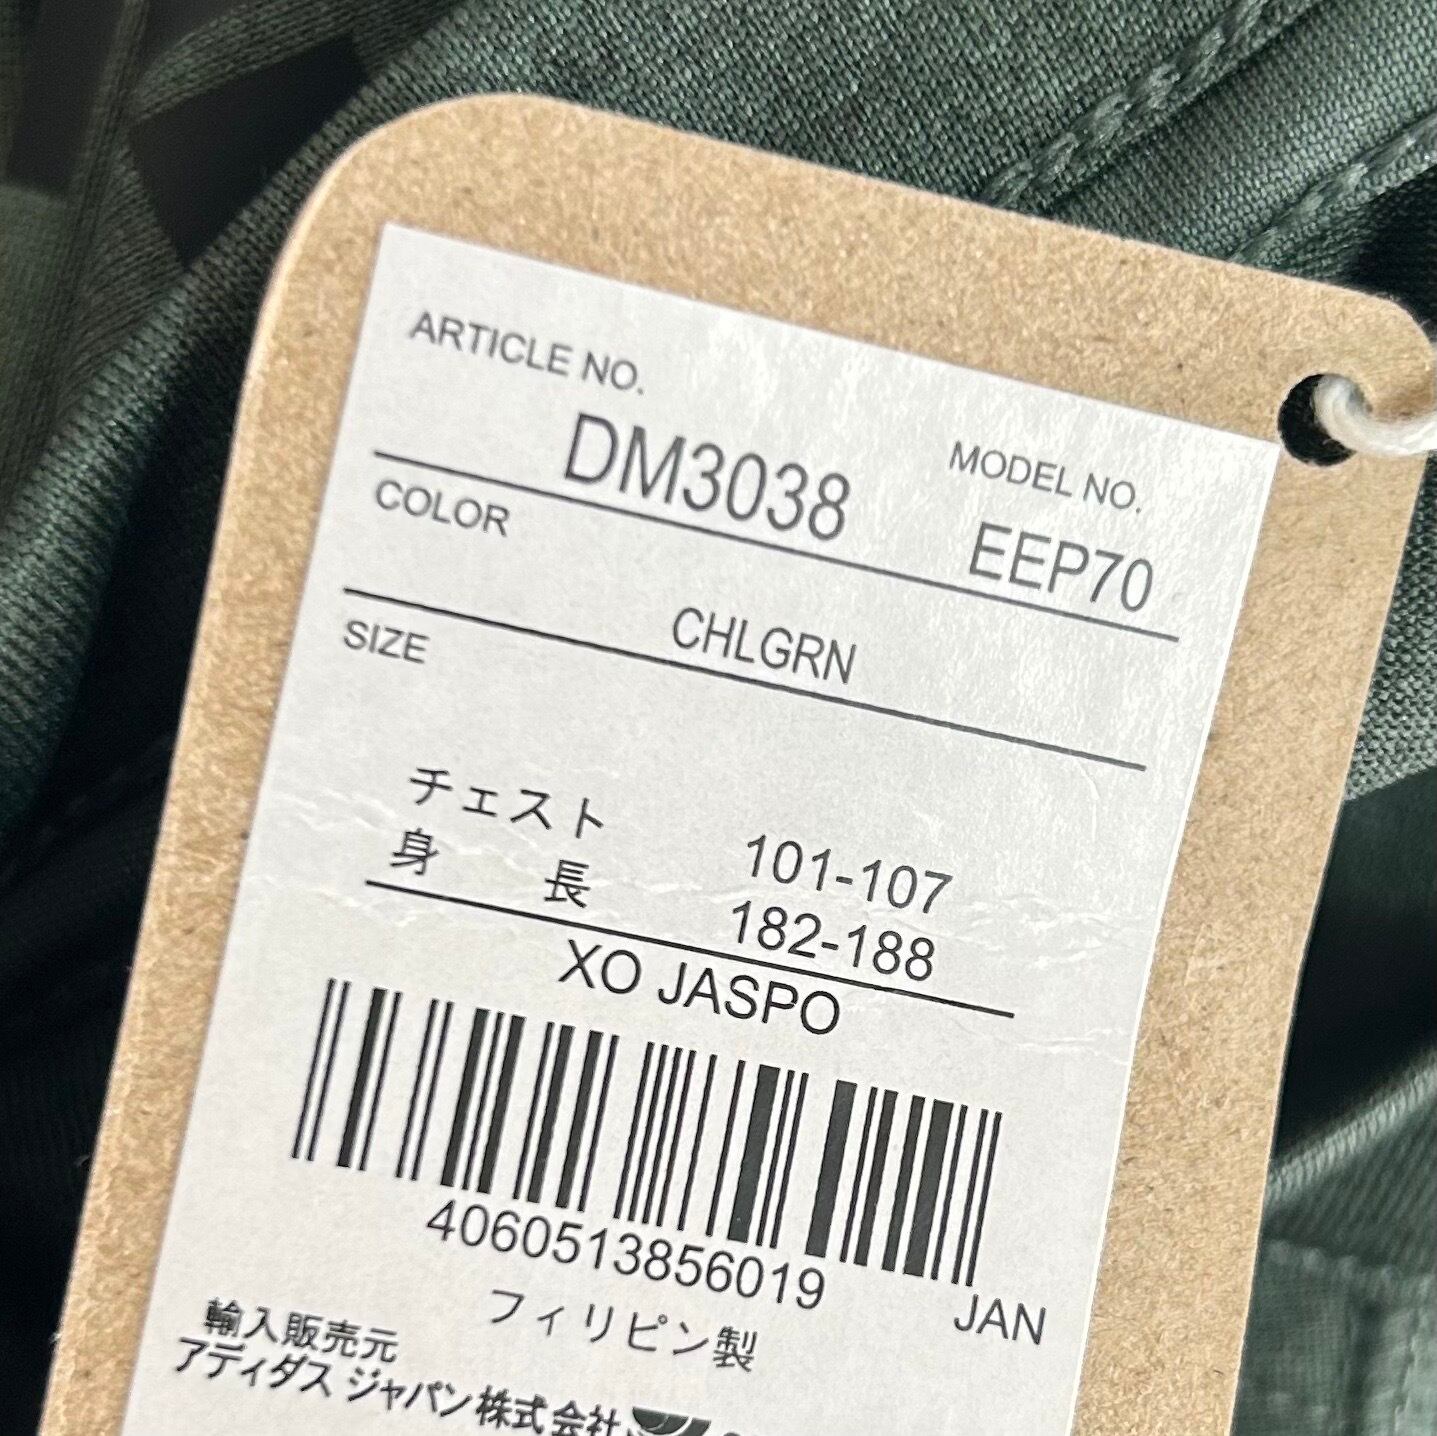 ARTICLE NO.
DM3038
MODEL NO.
EEP70
COLOR
CHLGRN
SIZE
チェスト 101-107
身長 182-188
XO JASPO
4060513856019
JAN
フィリピン製
輸入販売元
アディダス ジャパン株式会社